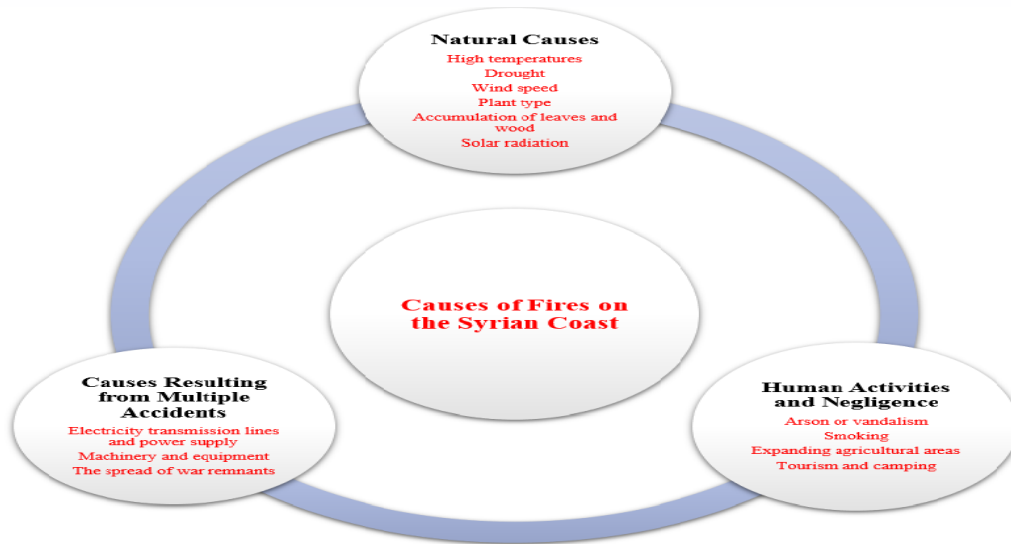 Natural Causes
High temperatures
Drought
Wind speed
Plant type
Accumulation of leaves and
wood
Solar radiation
Causes of Fires on
the Syrian Coast
Causes Resulting
from Multiple
Accidents
Electricity transmission lines
and power supply
Machinery and equipment
The spread of war remnants
Human Activities
and Negligence
Arson or vandalism
Smoking
Expanding agricultural areas
Tourism and camping